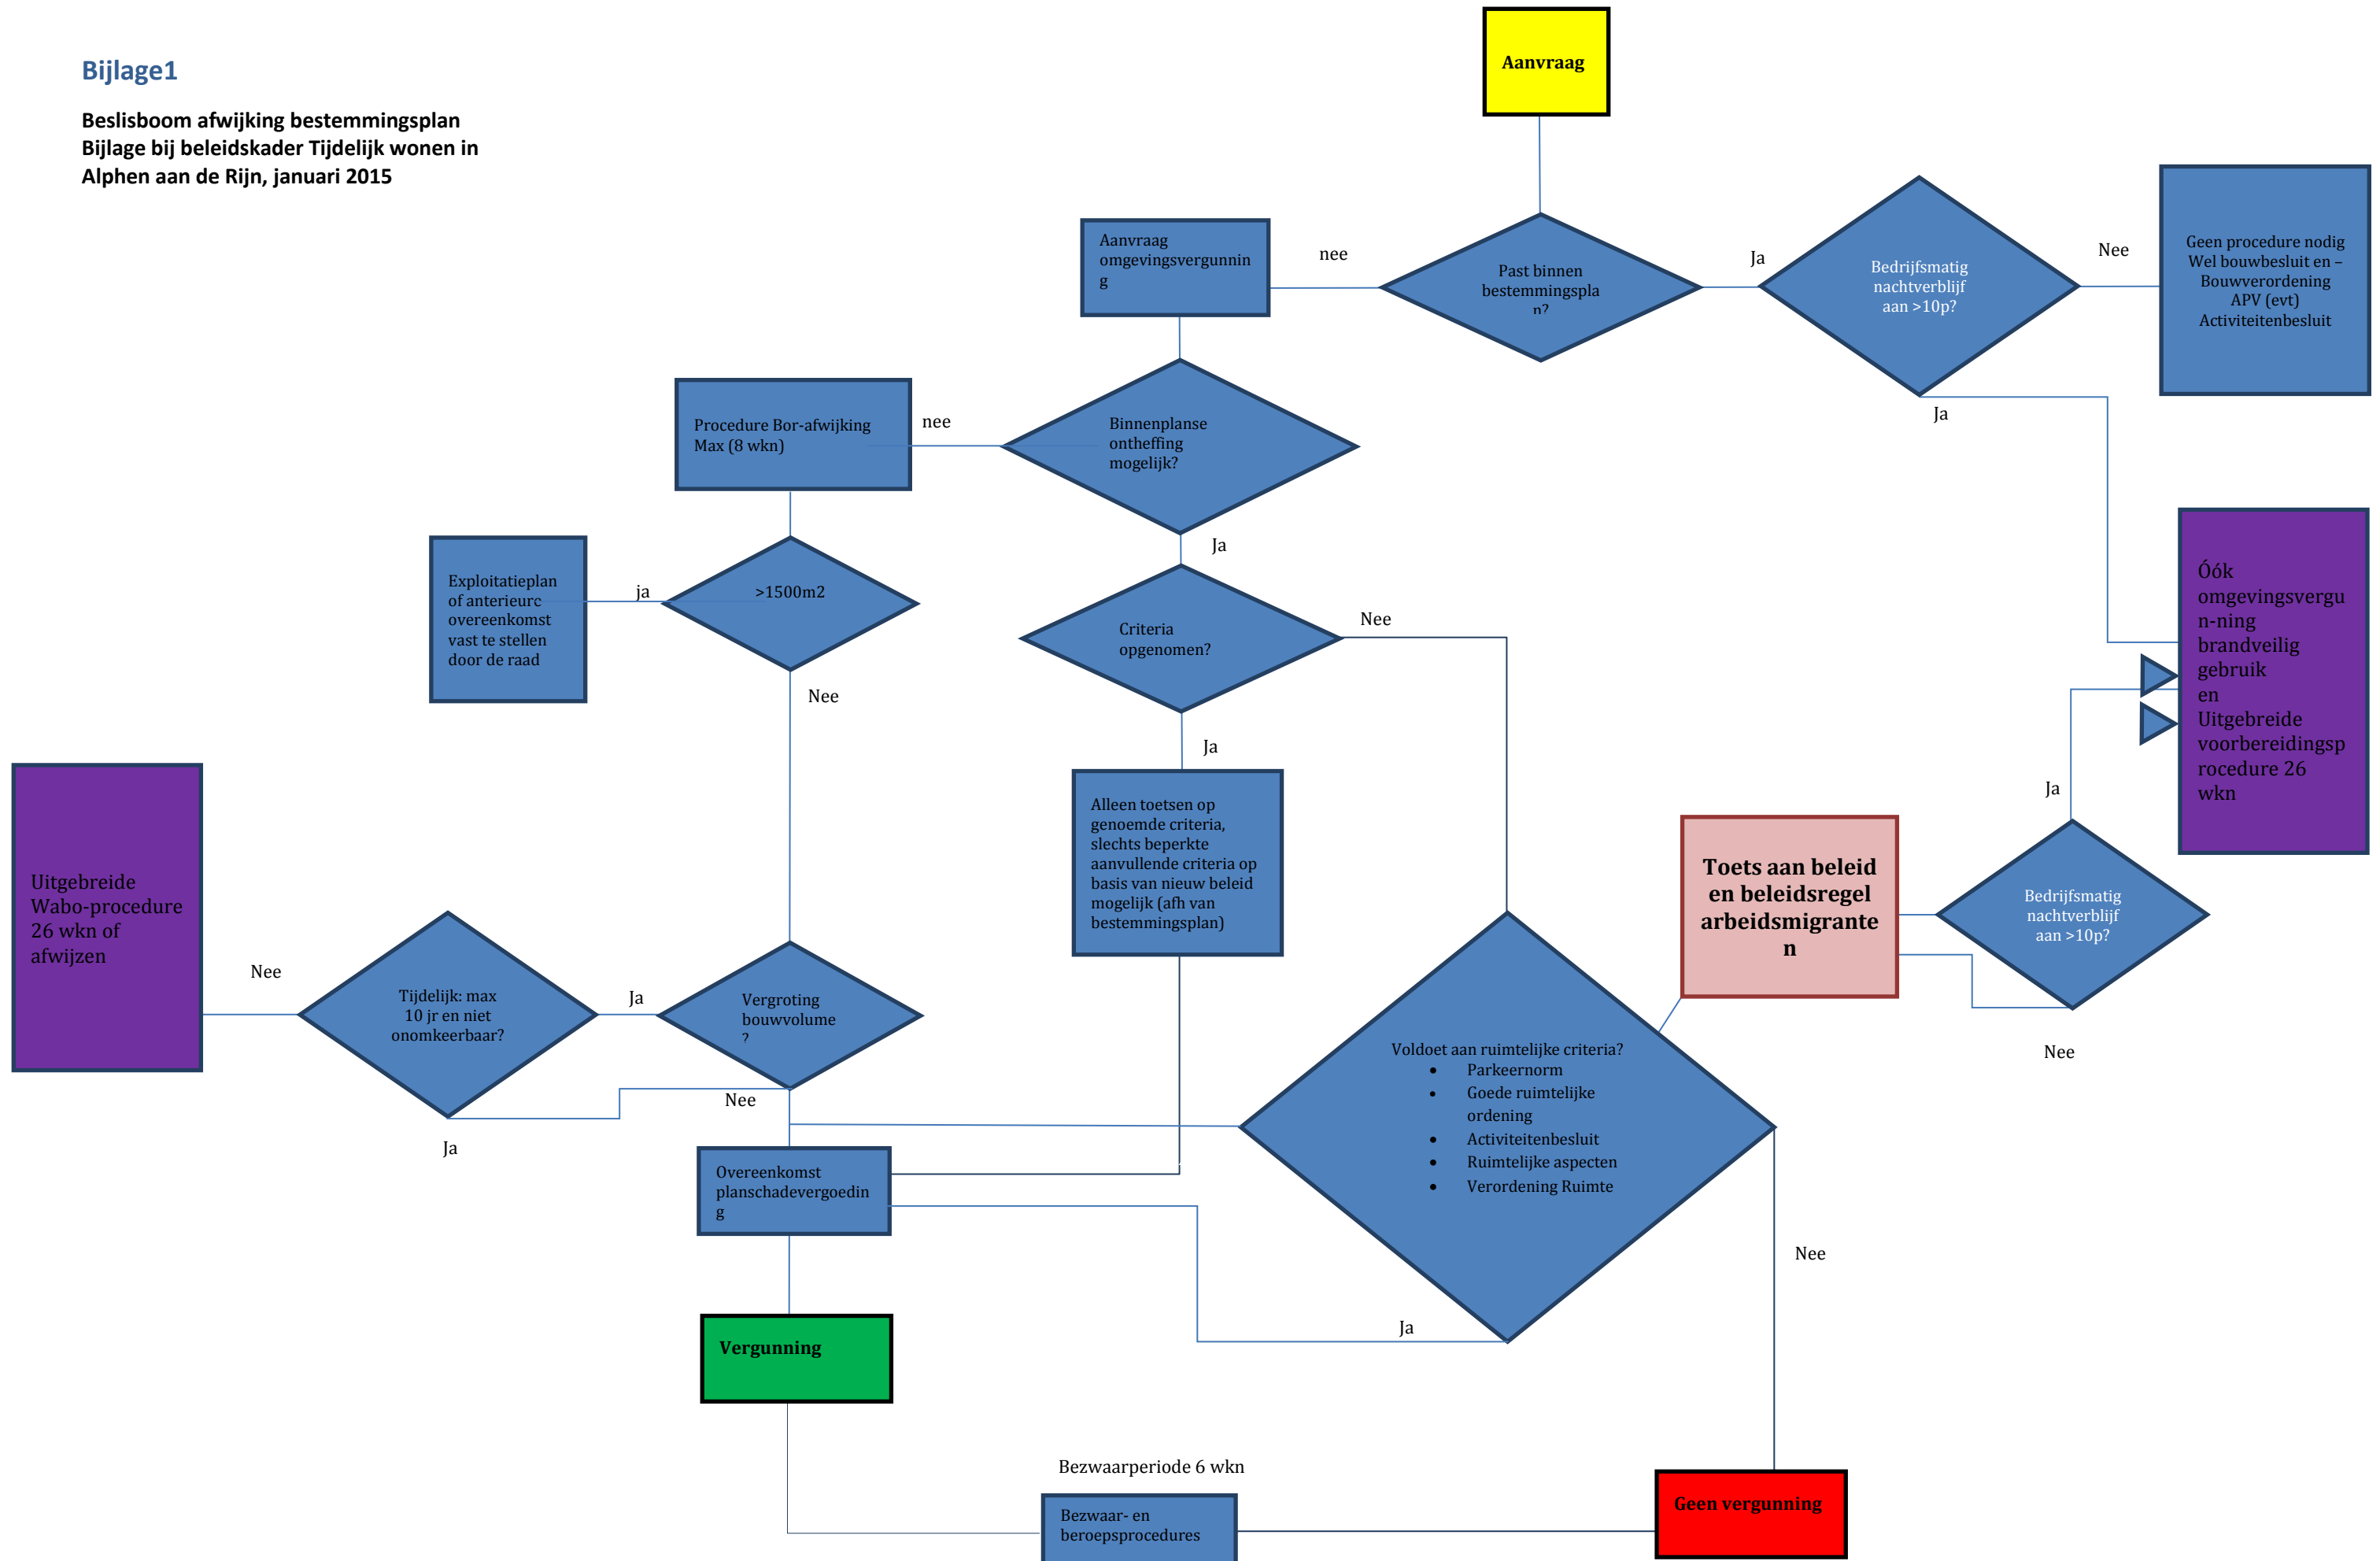 Bijlage1
Beslisboom afwijking bestemmingsplan
Bijlage bij beleidskader Tijdelijk wonen in
Alphen aan de Rijn, januari 2015
Aanvraag
Aanvraag
omgevingsvergunnin
g
nee
Past binnen
bestemmingspla
n?
Ja
Bedrijfsmatig
nachtverblijf
aan >10p?
Nee
Geen procedure nodig
Wel bouwbesluit en –
Bouwverordening
APV (evt)
Activiteitenbesluit
Ja
Procedure Bor-afwijking
Max (8 wkn)
nee
Binnenplanse
ontheffing
mogelijk?
Ja
Exploitatieplan
of anterieure
overeenkomst
vast te stellen
door de raad
ja
>1500m2
Nee
Criteria
opgenomen?
Nee
Ja
Óók
omgevingsvergu
n-ning
brandveilig
gebruik
en
Uitgebreide
voorbereidingsp
rocedure 26
wkn
Alleen toetsen op
genoemde criteria,
slechts beperkte
aanvullende criteria op
basis van nieuw beleid
mogelijk (afh van
bestemmingsplan)
Toets aan beleid
en beleidsregel
arbeidsmigrante
n
Ja
Bedrijfsmatig
nachtverblijf
aan >10p?
Nee
Uitgebreide
Wabo-procedure
26 wkn of
afwijzen
Nee
Tijdelijk: max
10 jr en niet
onomkeerbaar?
Ja
Vergroting
bouwvolume
?
Nee
Ja
Voldoet aan ruimtelijke criteria?
• Parkeernorm
• Goede ruimtelijke
ordening
• Activiteitenbesluit
• Ruimtelijke aspecten
• Verordening Ruimte
Overeenkomst
planschadevergoedin
g
Nee
Ja
Vergunning
Bezwaarperiode 6 wkn
Bezwaar- en
beroepsprocedures
Geen vergunning